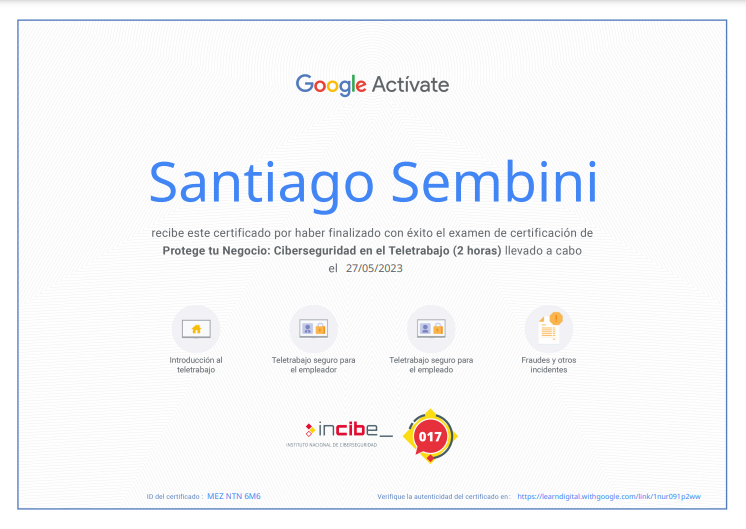 Google Actívate
Santiago Sembini
recibe este certificado por haber finalizado con éxito el examen de certificación de
Protege tu Negocio: Ciberseguridad en el Teletrabajo (2 horas) llevado a cabo
el 27/05/2023
Introducción al
teletrabajo
Teletrabajo seguro para
el empleador
Teletrabajo seguro para
el empleado
Fraudes y otros
incidentes
incibe_
INSTITUTO NACIONAL DE CIBERSEGURIDAD
017
ID del certificado : MEZ NTN 6M6
Verifique la autenticidad del certificado en: https://learndigital.withgoogle.com/link/1nur091p2ww